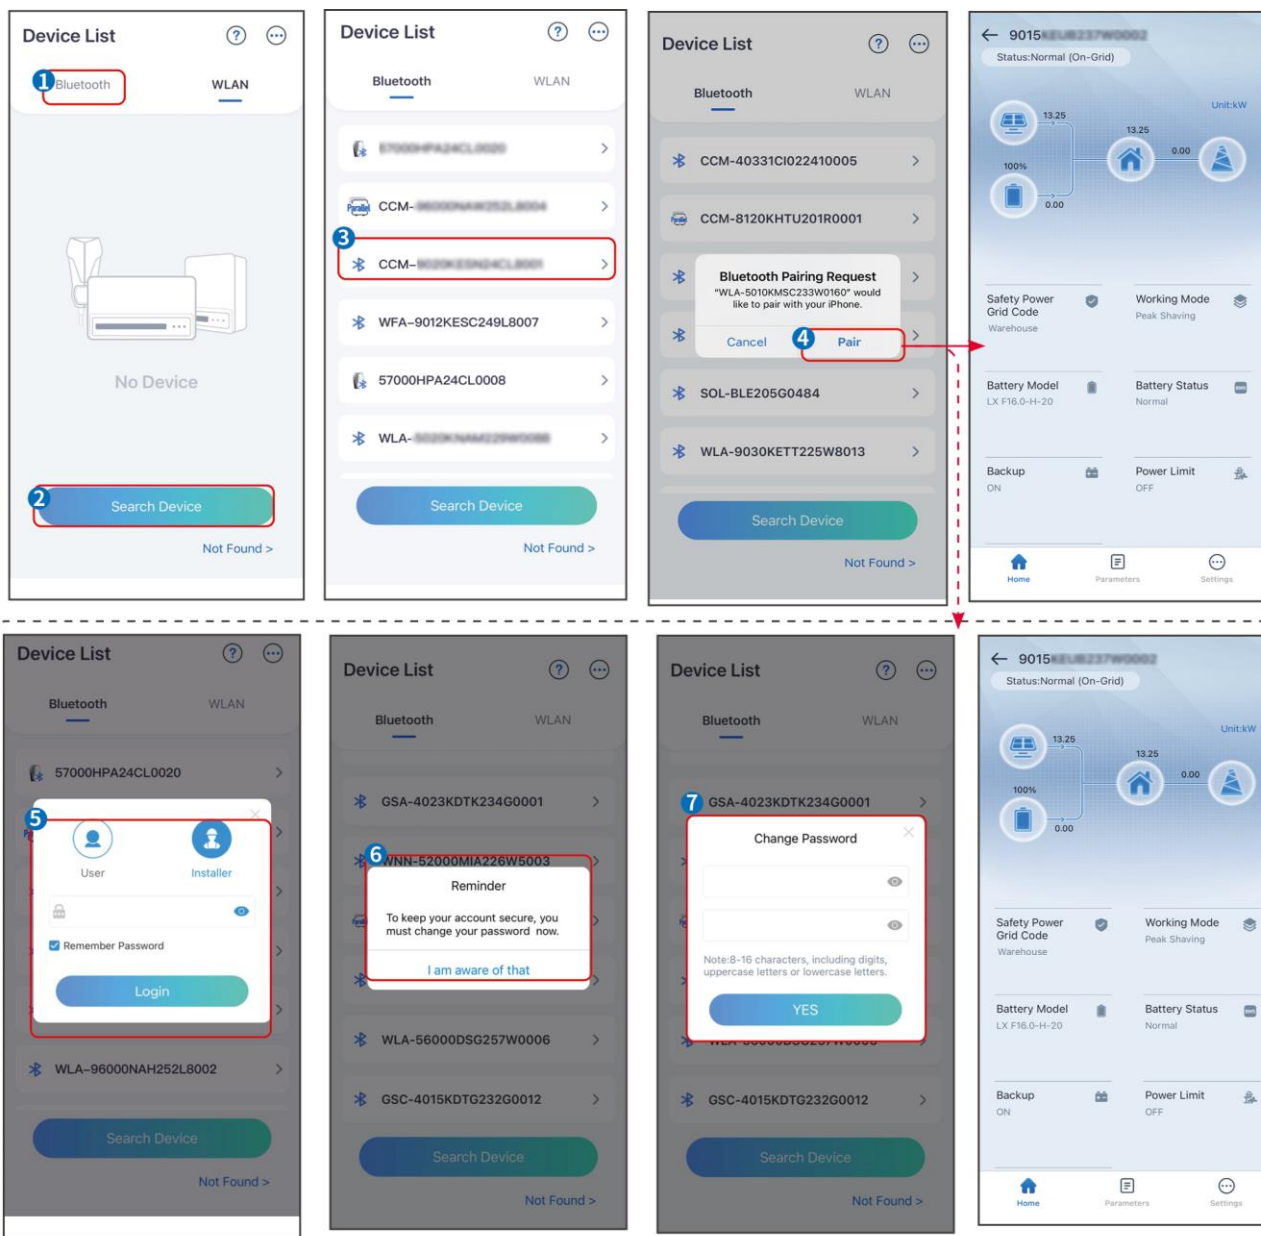 Device List
1
Bluetooth
WLAN
No Device
2
Search Device
Not Found >
Device List
Bluetooth
WLAN
57000HPA24CL0020
Parallel
CCM-
3
CCM-
WFA-9012KESC249L8007
57000HPA24CL0008
WLA-
Search Device
Not Found >
Device List
Bluetooth
WLAN
CCM-40331CI022410005
Parallel
CCM-8120KHTU201R0001
Bluetooth Pairing Request
"WLA-5010KMSC233W0160" would
like to pair with your iPhone.
Cancel
4
Pair
SOL-BLE205G0484
WLA-9030KETT225W8013
Search Device
Not Found >
9015
Status:Normal (On-Grid)
Unit:kW
13.25
13.25
0.00
100%
0.00
Safety Power
Grid Code
Warehouse
Working Mode
Peak Shaving
Battery Model
LX F16.0-H-20
Battery Status
Normal
Backup
ON
Power Limit
OFF
Home
Parameters
Settings
Device List
Bluetooth
WLAN
57000HPA24CL0020
5
User
Installer
Remember Password
Login
WLA-96000NAH252L8002
Search Device
Not Found >
Device List
Bluetooth
WLAN
GSA-4023KDTK234G0001
6
WNN-52000MIA226W5003
Reminder
To keep your account secure, you
must change your password now.
I am aware of that
WLA-56000DSG257W0006
GSC-4015KDTG232G0012
Search Device
Not Found >
Device List
Bluetooth
WLAN
7
GSA-4023KDTK234G0001
Change Password
Note:8-16 characters, including digits,
uppercase letters or lowercase letters.
YES
GSC-4015KDTG232G0012
Search Device
Not Found >
9015
Status:Normal (On-Grid)
Unit:kW
13.25
13.25
0.00
100%
0.00
Safety Power
Grid Code
Warehouse
Working Mode
Peak Shaving
Battery Model
LX F16.0-H-20
Battery Status
Normal
Backup
ON
Power Limit
OFF
Home
Parameters
Settings